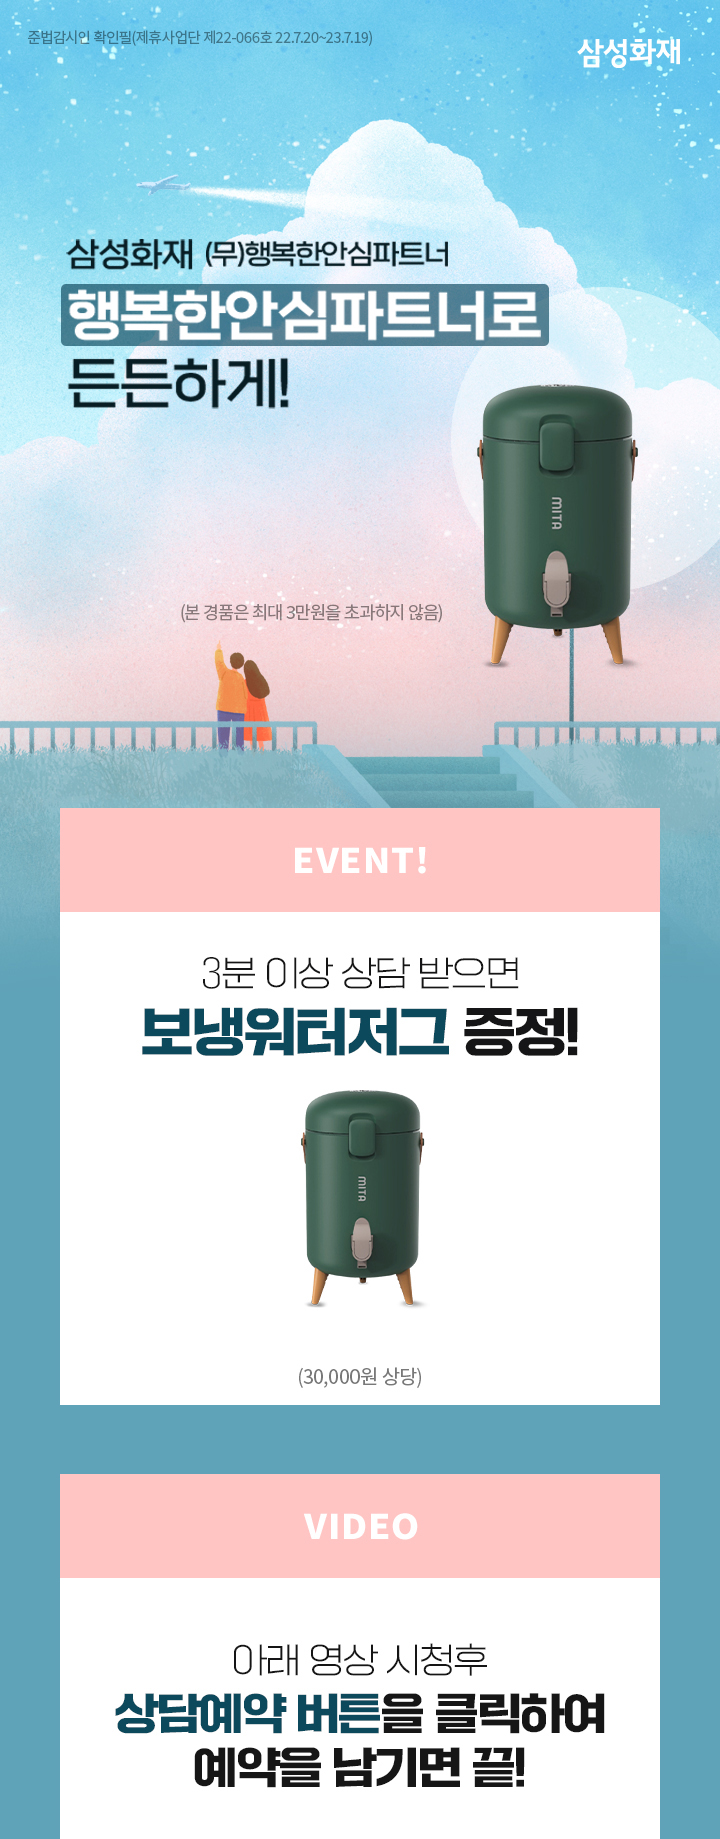 준법감시인 확인필(제휴사업단 제22-066호 22.7.20~23.7.19)
삼성화재
삼성화재 (무)행복한안심파트너
행복한안심파트너로
든든하게!
MITA
(본 경품은 최대 3만원을 초과하지 않음)
EVENT!
3분 이상 상담 받으면
보냉워터저그 증정!
MITA
(30,000원 상당)
VIDEO
아래 영상 시청후
상담예약 버튼을 클릭하여
예약을 남기면 끝!